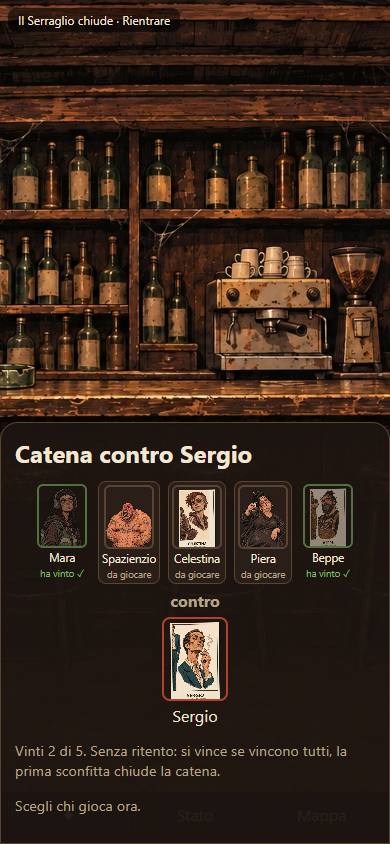 Il Serraglio chiude · Rientrare
Catena contro Sergio
Mara
ha vinto ✓
Spazienzio
da giocare
CELESTINA
Celestina
da giocare
Piera
da giocare
Beppe
ha vinto ✓
contro
SERGIO
Sergio
Vinti 2 di 5. Senza ritento: si vince se vincono tutti, la
prima sconfitta chiude la catena.
Scegli chi gioca ora.
Stato
Mappa